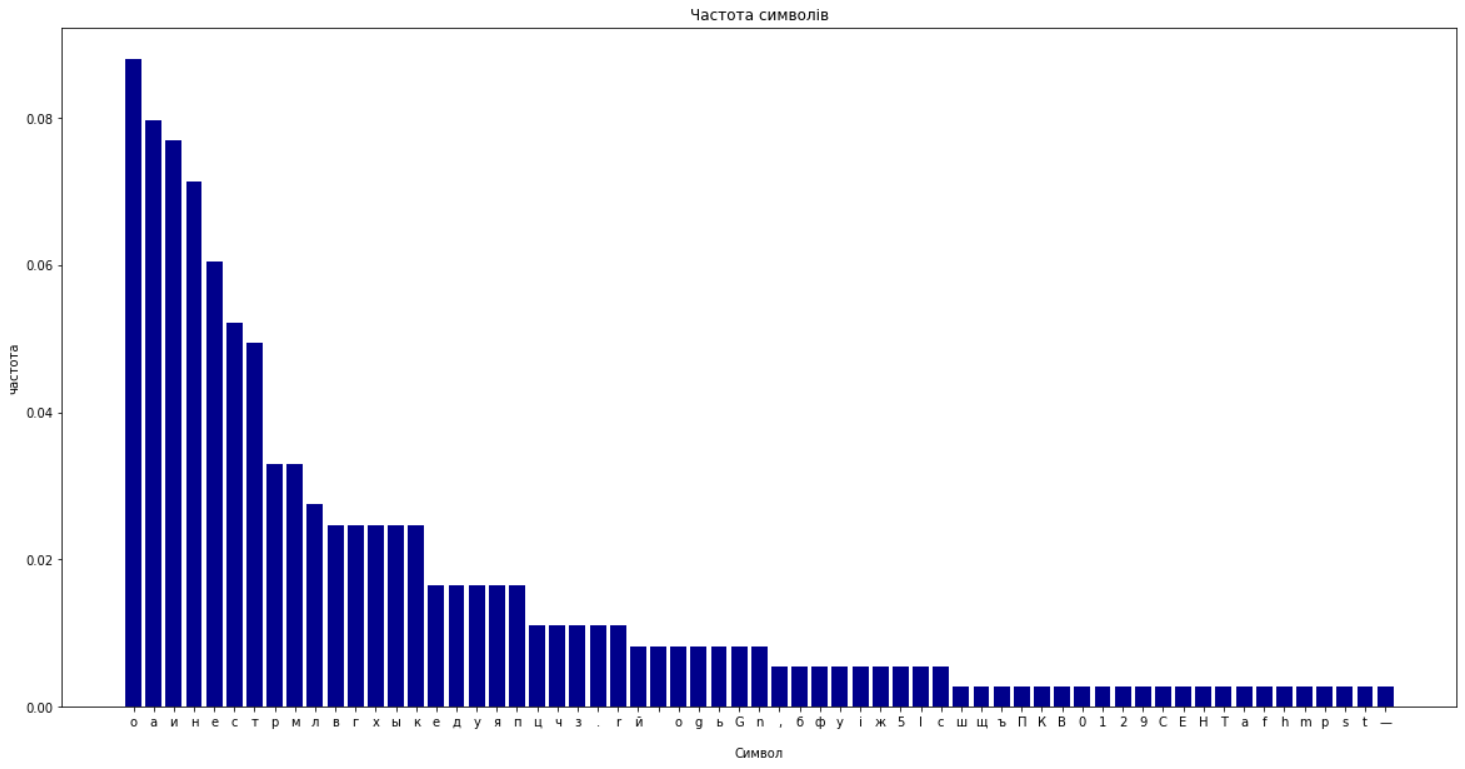 Частота символів
0.08
0.06
0.04
0.02
0.00
частота
о а и н е с т р м л в г х ы к e д у я п ц ч з . r й o g ь G n , б ф y i ж 5 l c ш щ ъ П К В 0 1 2 9 C E H T a f h m p s t —
Символ